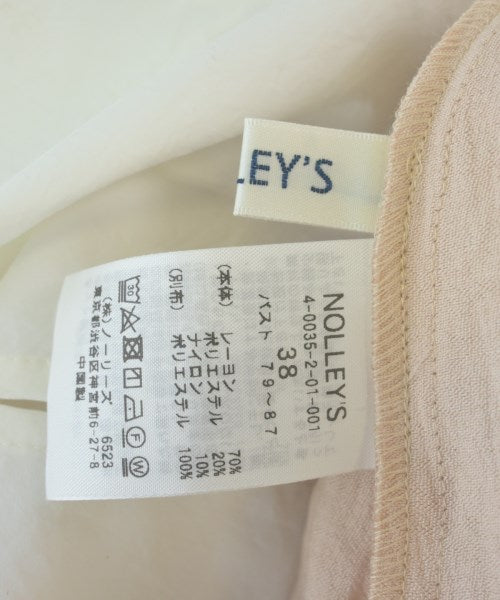 LEY'S
NOLLEY'S
4-0035-2-01-001
38
バスト 79~87
(本体) レーヨン 70%
ポリエステル 20%
ナイロン 10%
(別布) ポリエステル 100%
30
F
W
(株)ノーリーズ 6523
東京都渋谷区神宮前6-27-8
中国製